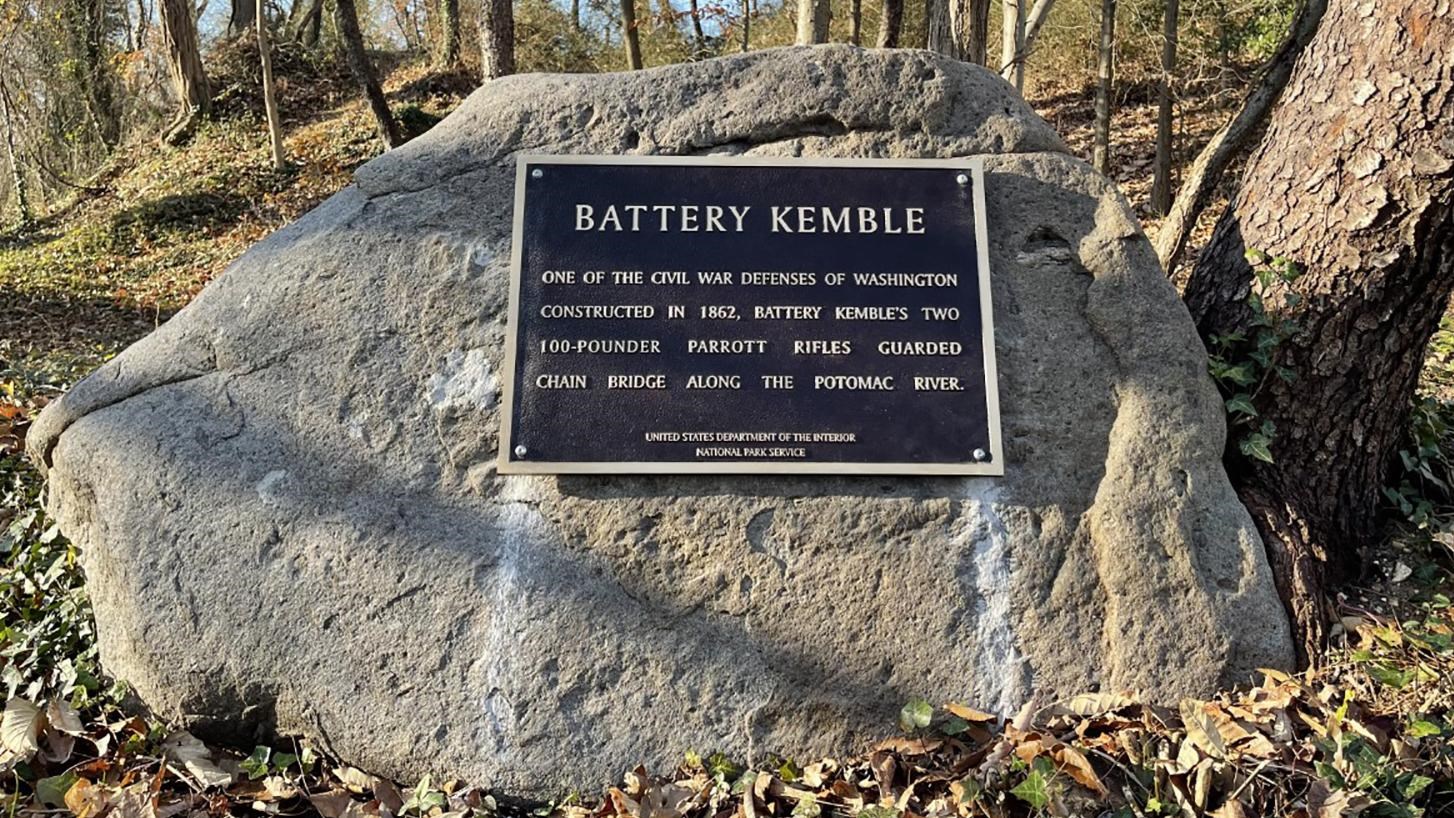 BATTERY KEMBLE
ONE OF THE CIVIL WAR DEFENSES OF WASHINGTON
CONSTRUCTED IN 1862, BATTERY KEMBLE'S TWO
100-POUNDER PARROTT RIFLES GUARDED
CHAIN BRIDGE ALONG THE POTOMAC RIVER.
UNITED STATES DEPARTMENT OF THE INTERIOR
NATIONAL PARK SERVICE